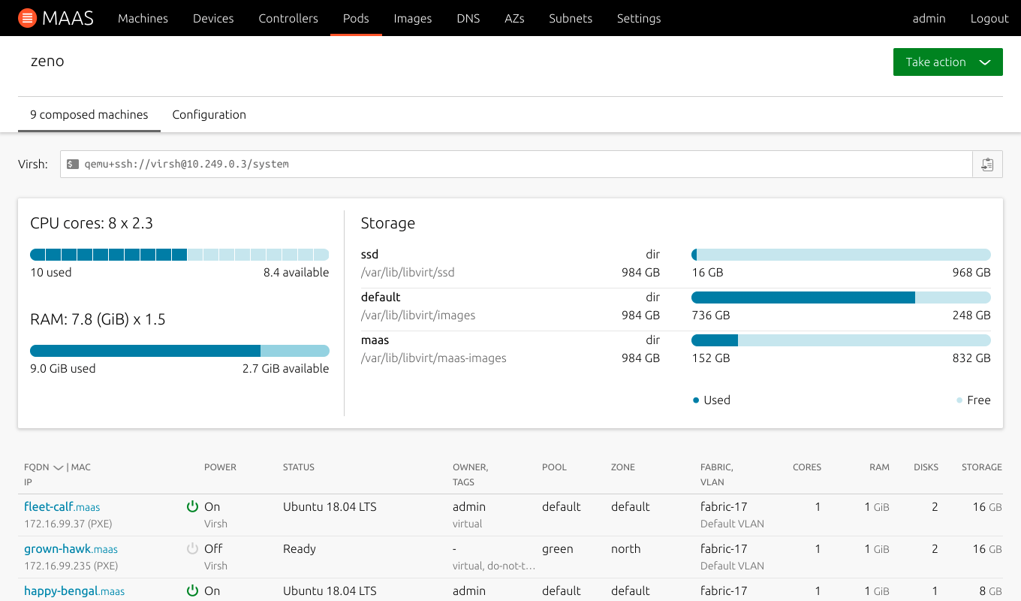 MAAS Machines Devices Controllers Pods Images DNS AZs Subnets Settings admin Logout
zeno
Take action
9 composed machines Configuration
Virsh: qemu+ssh://virsh@10.249.0.3/system
CPU cores: 8 x 2.3
10 used 8.4 available
RAM: 7.8 (GiB) x 1.5
9.0 GiB used 2.7 GiB available
Storage
ssd dir
/var/lib/libvirt/ssd 984 GB 16 GB 968 GB
default dir
/var/lib/libvirt/images 984 GB 736 GB 248 GB
maas dir
/var/lib/libvirt/maas-images 984 GB 152 GB 832 GB
Used Free
FQDN | MAC POWER STATUS OWNER, POOL ZONE FABRIC, CORES RAM DISKS STORAGE
IP TAGS VLAN
fleet-calf.maas On Ubuntu 18.04 LTS admin default default fabric-17 1 1 GiB 2 16 GB
172.16.99.37 (PXE) Virsh virtual Default VLAN
grown-hawk.maas Off Ready - green north fabric-17 1 1 GiB 2 16 GB
172.16.99.235 (PXE) Virsh virtual, do-not-t... Default VLAN
happy-bengal.maas On Ubuntu 18.04 LTS admin default default fabric-17 1 1 GiB 1 8 GB